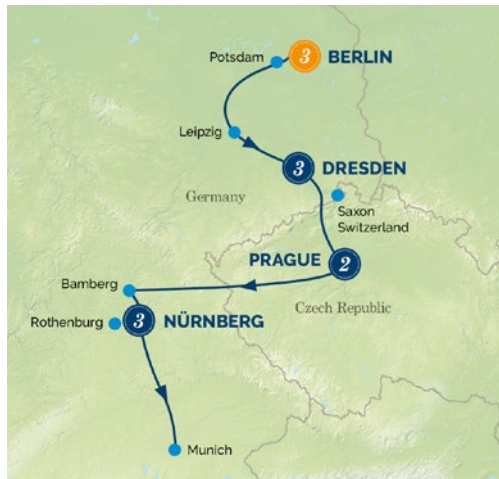 Potsdam
3
BERLIN
Leipzig
3
DRESDEN
Germany
Saxon
Switzerland
PRAGUE
2
Bamberg
Czech Republic
Rothenburg
3
NÜRNBERG
Munich